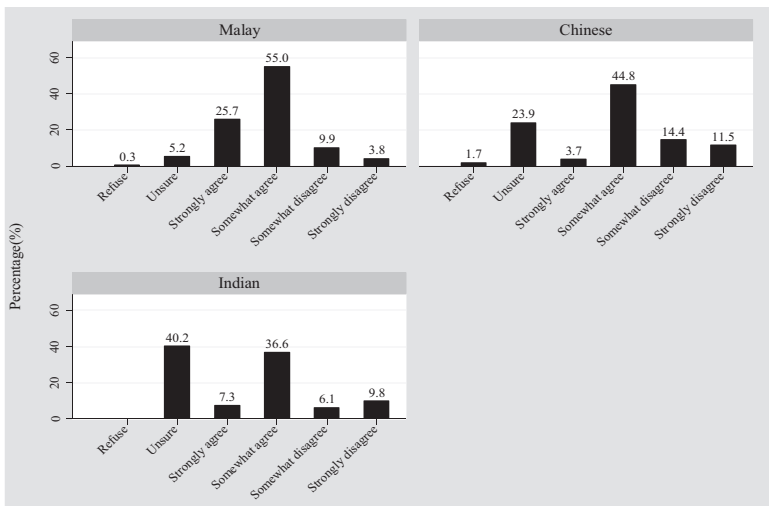 Malay
60
40
20
0
0.3
5.2
25.7
55.0
9.9
3.8
Refuse
Unsure
Strongly agree
Somewhat agree
Somewhat disagree
Strongly disagree
Chinese
1.7
23.9
3.7
44.8
14.4
11.5
Refuse
Unsure
Strongly agree
Somewhat agree
Somewhat disagree
Strongly disagree
Percentage(%)
Indian
60
40
20
0
40.2
7.3
36.6
6.1
9.8
Refuse
Unsure
Strongly agree
Somewhat agree
Somewhat disagree
Strongly disagree